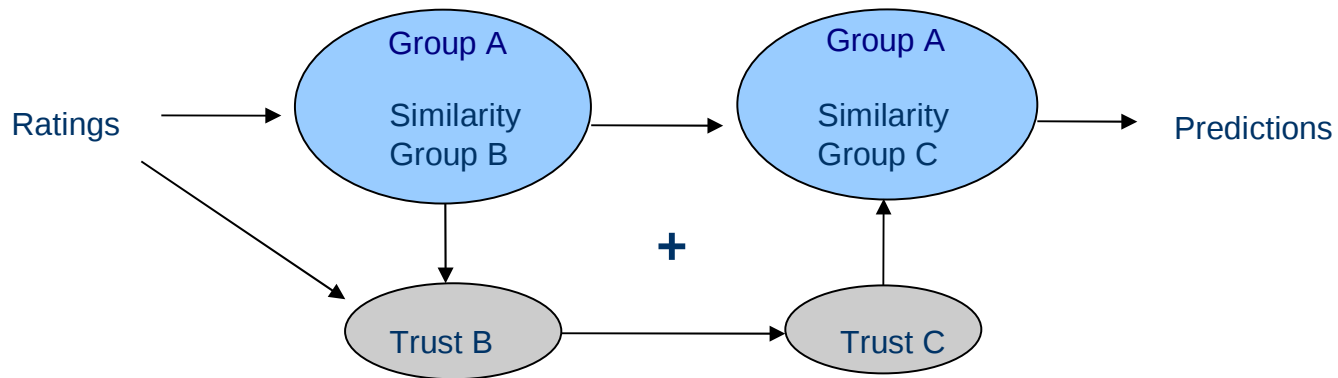 Ratings
Group A
Similarity
Group B
Group A
Similarity
Group C
Predictions
+
Trust B
Trust C